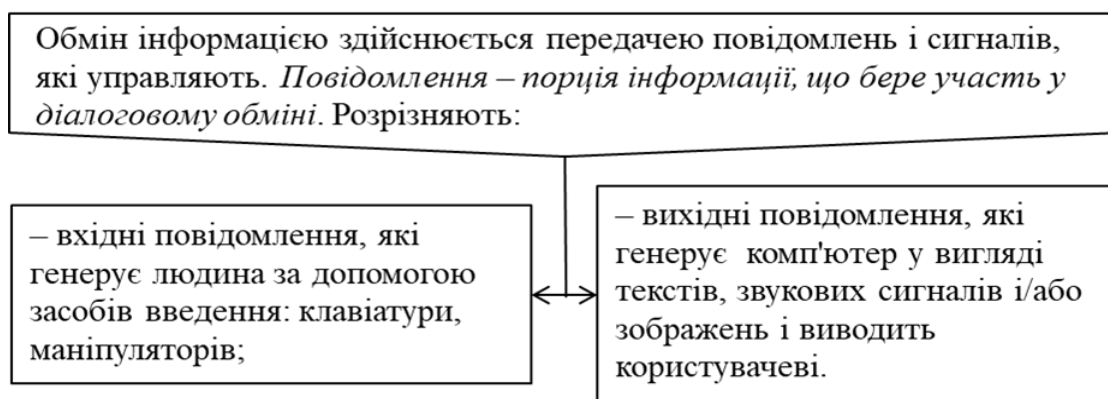 Обмін інформацією здійснюється передачею повідомлень і сигналів,
які управляють. Повідомлення – порція інформації, що бере участь у
діалоговому обміні. Розрізняють:
– вхідні повідомлення, які
генерує людина за допомогою
засобів введення: клавіатури,
маніпуляторів;
– вихідні повідомлення, які
генерує комп'ютер у вигляді
текстів, звукових сигналів і/або
зображень і виводить
користувачеві.